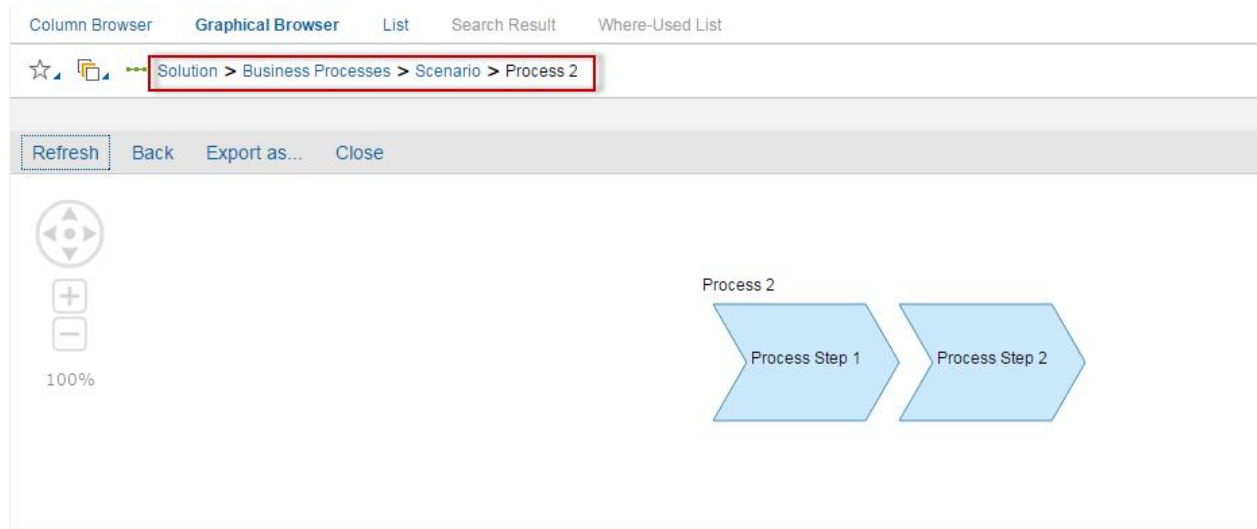 Column Browser Graphical Browser List Search Result Where-Used List
Solution > Business Processes > Scenario > Process 2
Refresh Back Export as... Close
Process 2
Process Step 1 Process Step 2
100%